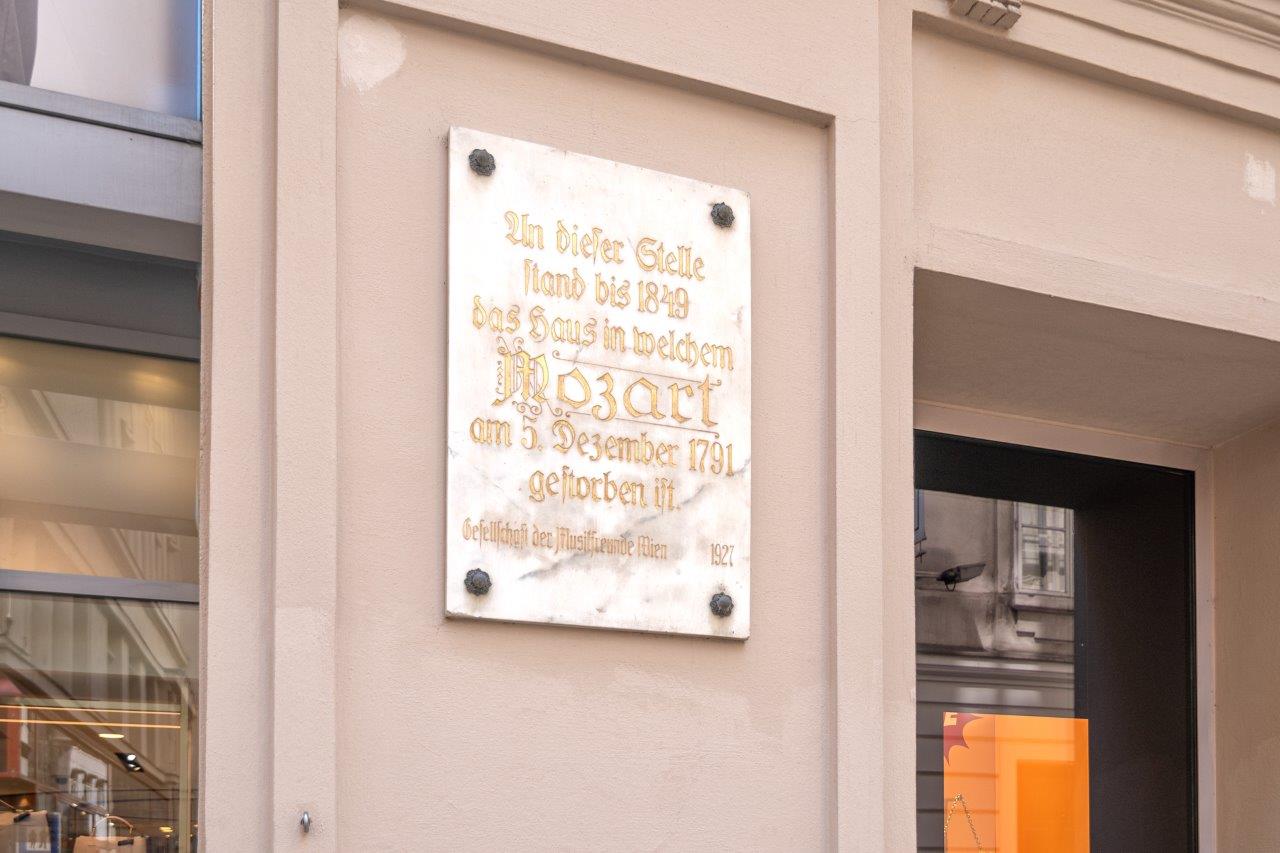 An dieser Stelle
stand bis 1849
das Haus in welchem
Mozart
am 5. Dezember 1791
gestorben ist.
Gesellschaft der Musikfreunde Wien 1927